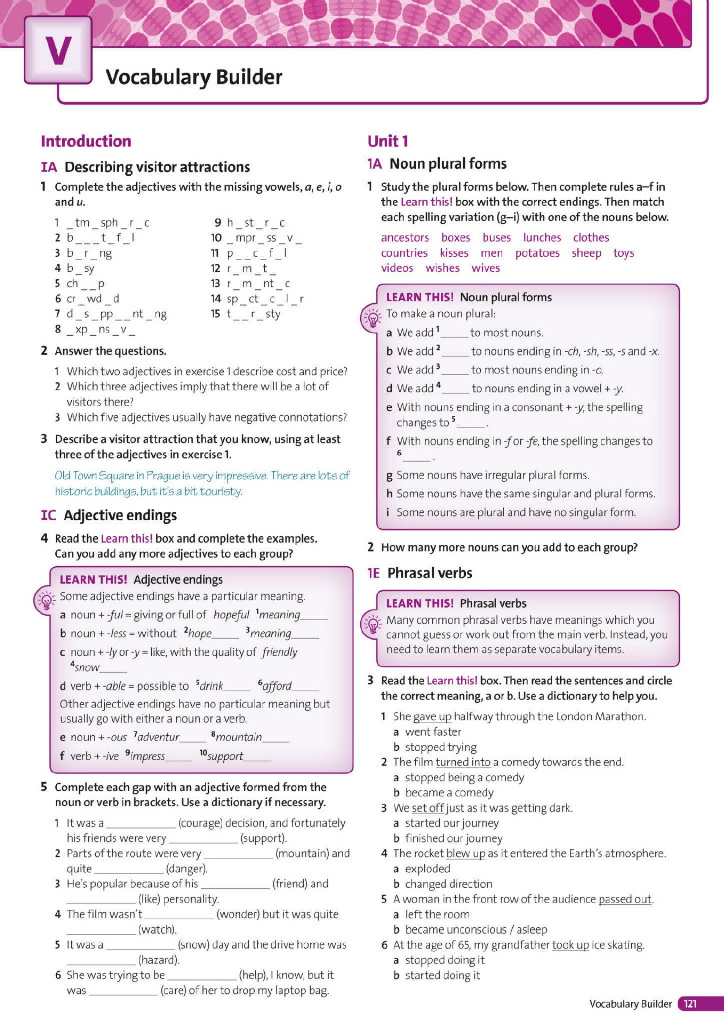 V
Vocabulary Builder
Introduction
IA Describing visitor attractions
1 Complete the adjectives with the missing vowels, a, e, i, o
and u.
1 _tm_sph_r_c
2 b___t_f_l
3 b_r_ng
4 b_sy
5 ch__p
6 cr_wd_d
7 d_s_pp__nt_ng
8 _xp_ns_v_
9 h_st_r_c
10 _mpr_ss_v_
11 p__c_f_l
12 r_m_t_
13 r_m_nt_c
14 sp_ct_c_l_r
15 t__r_sty
2 Answer the questions.
1 Which two adjectives in exercise 1 describe cost and price?
2 Which three adjectives imply that there will be a lot of
visitors there?
3 Which five adjectives usually have negative connotations?
3 Describe a visitor attraction that you know, using at least
three of the adjectives in exercise 1.
Old Town Square in Prague is very impressive. There are lots of
historic buildings, but it's a bit touristy.
IC Adjective endings
4 Read the Learn this! box and complete the examples.
Can you add any more adjectives to each group?
LEARN THIS! Adjective endings
Some adjective endings have a particular meaning.
a noun + -ful = giving or full of hopeful 1meaning_____
b noun + -less = without 2hope_____ 3meaning_____
c noun + -ly or -y = like, with the quality of friendly
4snow_____
d verb + -able = possible to 5drink_____ 6afford_____
Other adjective endings have no particular meaning but
usually go with either a noun or a verb.
e noun + -ous 7adventur_____ 8mountain_____
f verb + -ive 9impress_____ 10support_____
5 Complete each gap with an adjective formed from the
noun or verb in brackets. Use a dictionary if necessary.
1 It was a ____________ (courage) decision, and fortunately
his friends were very ____________ (support).
2 Parts of the route were very ____________ (mountain) and
quite ____________ (danger).
3 He's popular because of his ____________ (friend) and
____________ (like) personality.
4 The film wasn't ____________ (wonder) but it was quite
____________ (watch).
5 It was a ____________ (snow) day and the drive home was
____________ (hazard).
6 She was trying to be ____________ (help), I know, but it
was ____________ (care) of her to drop my laptop bag.
Unit 1
1A Noun plural forms
1 Study the plural forms below. Then complete rules a–f in
the Learn this! box with the correct endings. Then match
each spelling variation (g–i) with one of the nouns below.
ancestors boxes buses lunches clothes
countries kisses men potatoes sheep toys
videos wishes wives
LEARN THIS! Noun plural forms
To make a noun plural:
a We add 1_____ to most nouns.
b We add 2_____ to nouns ending in -ch, -sh, -ss, -s and -x.
c We add 3_____ to most nouns ending in -o.
d We add 4_____ to nouns ending in a vowel + -y.
e With nouns ending in a consonant + -y, the spelling
changes to 5_____.
f With nouns ending in -f or -fe, the spelling changes to
6_____.
g Some nouns have irregular plural forms.
h Some nouns have the same singular and plural forms.
i Some nouns are plural and have no singular form.
2 How many more nouns can you add to each group?
1E Phrasal verbs
LEARN THIS! Phrasal verbs
Many common phrasal verbs have meanings which you
cannot guess or work out from the main verb. Instead, you
need to learn them as separate vocabulary items.
3 Read the Learn this! box. Then read the sentences and circle
the correct meaning, a or b. Use a dictionary to help you.
1 She gave up halfway through the London Marathon.
a went faster
b stopped trying
2 The film turned into a comedy towards the end.
a stopped being a comedy
b became a comedy
3 We set off just as it was getting dark.
a started our journey
b finished our journey
4 The rocket blew up as it entered the Earth's atmosphere.
a exploded
b changed direction
5 A woman in the front row of the audience passed out.
a left the room
b became unconscious / asleep
6 At the age of 65, my grandfather took up ice skating.
a stopped doing it
b started doing it
Vocabulary Builder 121